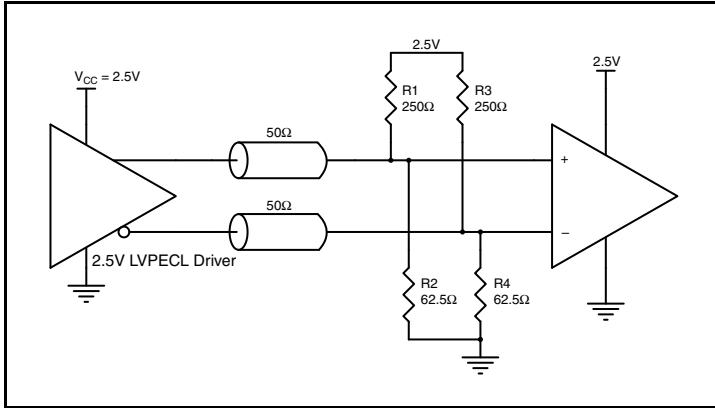 2.5V
V_CC = 2.5V
2.5V
R1
250Ω
R3
250Ω
50Ω
+
50Ω
–
2.5V LVPECL Driver
R2
62.5Ω
R4
62.5Ω